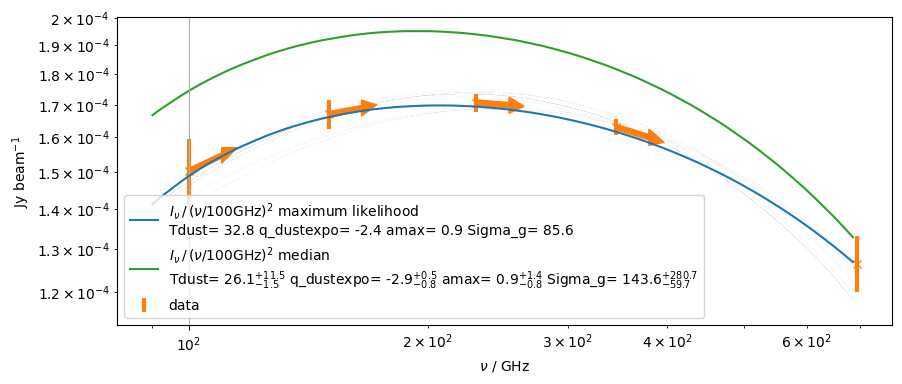 2 × 10⁻⁴
1.9 × 10⁻⁴
1.8 × 10⁻⁴
1.7 × 10⁻⁴
1.6 × 10⁻⁴
1.5 × 10⁻⁴
1.4 × 10⁻⁴
1.3 × 10⁻⁴
1.2 × 10⁻⁴
Jy beam⁻¹
I_ν / (ν/100GHz)² maximum likelihood
Tdust= 32.8 q_dustexpo= -2.4 amax= 0.9 Sigma_g= 85.6
I_ν / (ν/100GHz)² median
Tdust= 26.1^{+11.5}_{-1.5} q_dustexpo= -2.9^{+0.5}_{-0.8} amax= 0.9^{+1.4}_{-0.8} Sigma_g= 143.6^{+280.7}_{-59.7}
data
10² 2 × 10² 3 × 10² 4 × 10² 6 × 10²
ν / GHz